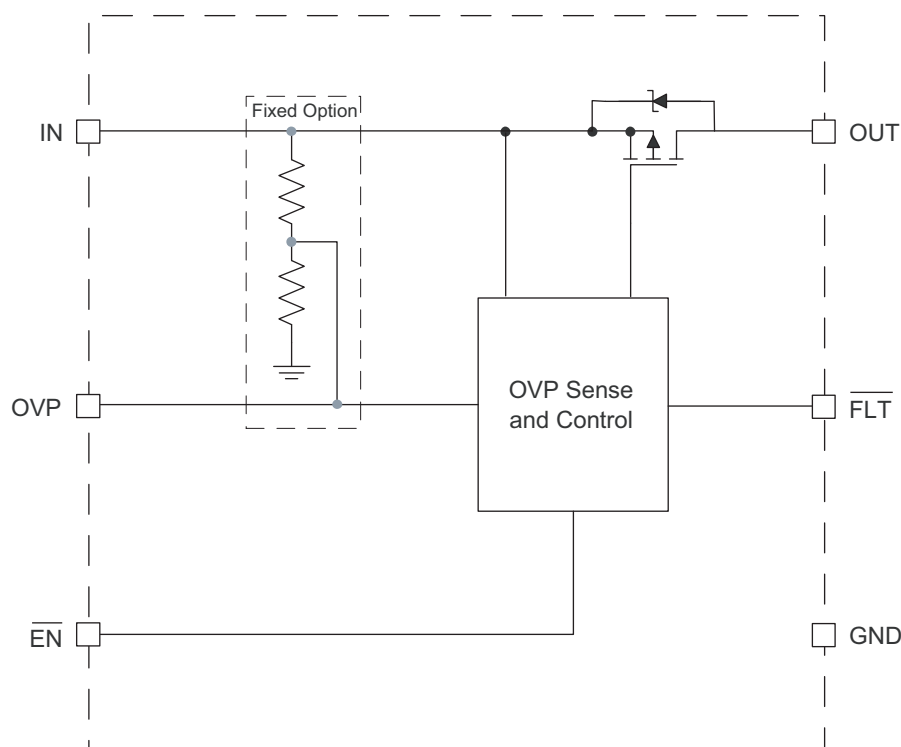 Fixed Option
IN
OUT
OVP
OVP Sense
and Control
FLT
EN
GND